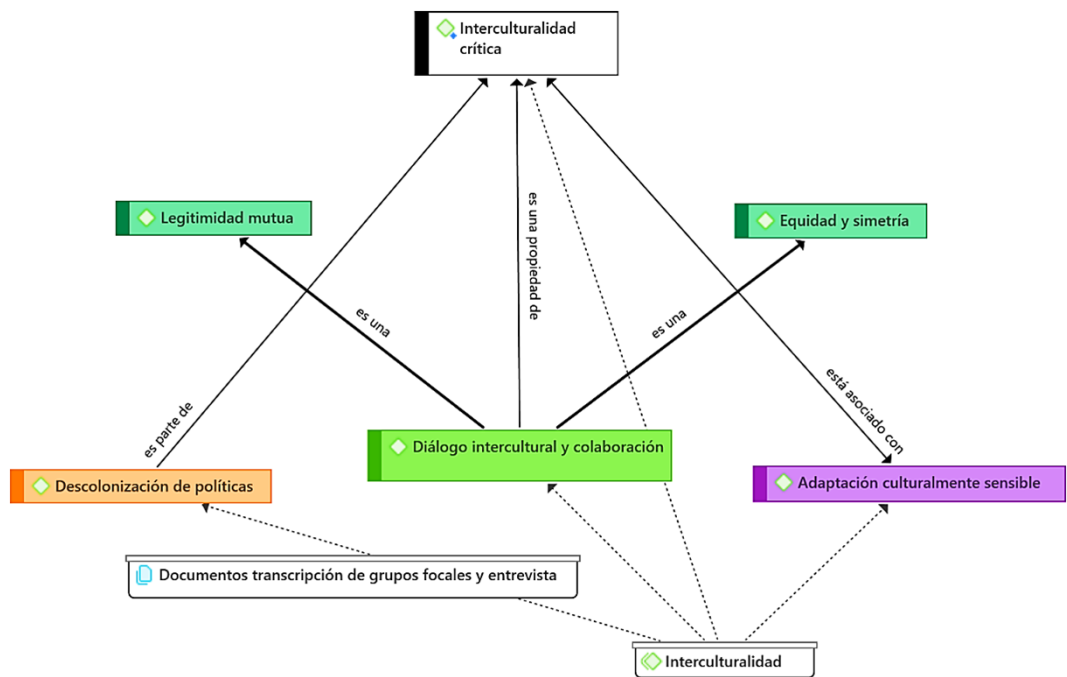 Interculturalidad
crítica
Legitimidad mutua
Equidad y simetría
es una propiedad de
es una
es una
es parte de
está asociado con
Diálogo intercultural y colaboración
Descolonización de políticas
Adaptación culturalmente sensible
Documentos transcripción de grupos focales y entrevista
Interculturalidad